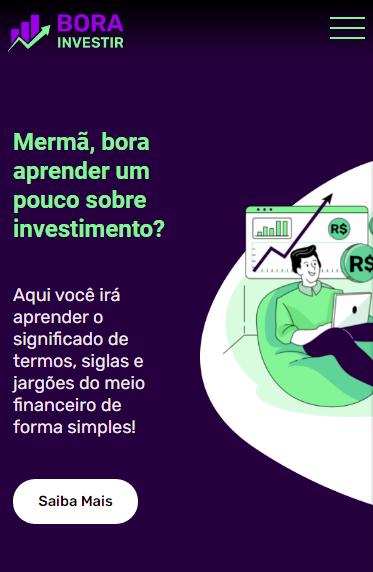 BORA
INVESTIR
Mermã, bora
aprender um
pouco sobre
investimento?
R$
R$
Aqui você irá
aprender o
significado de
termos, siglas e
jargões do meio
financeiro de
forma simples!
Saiba Mais